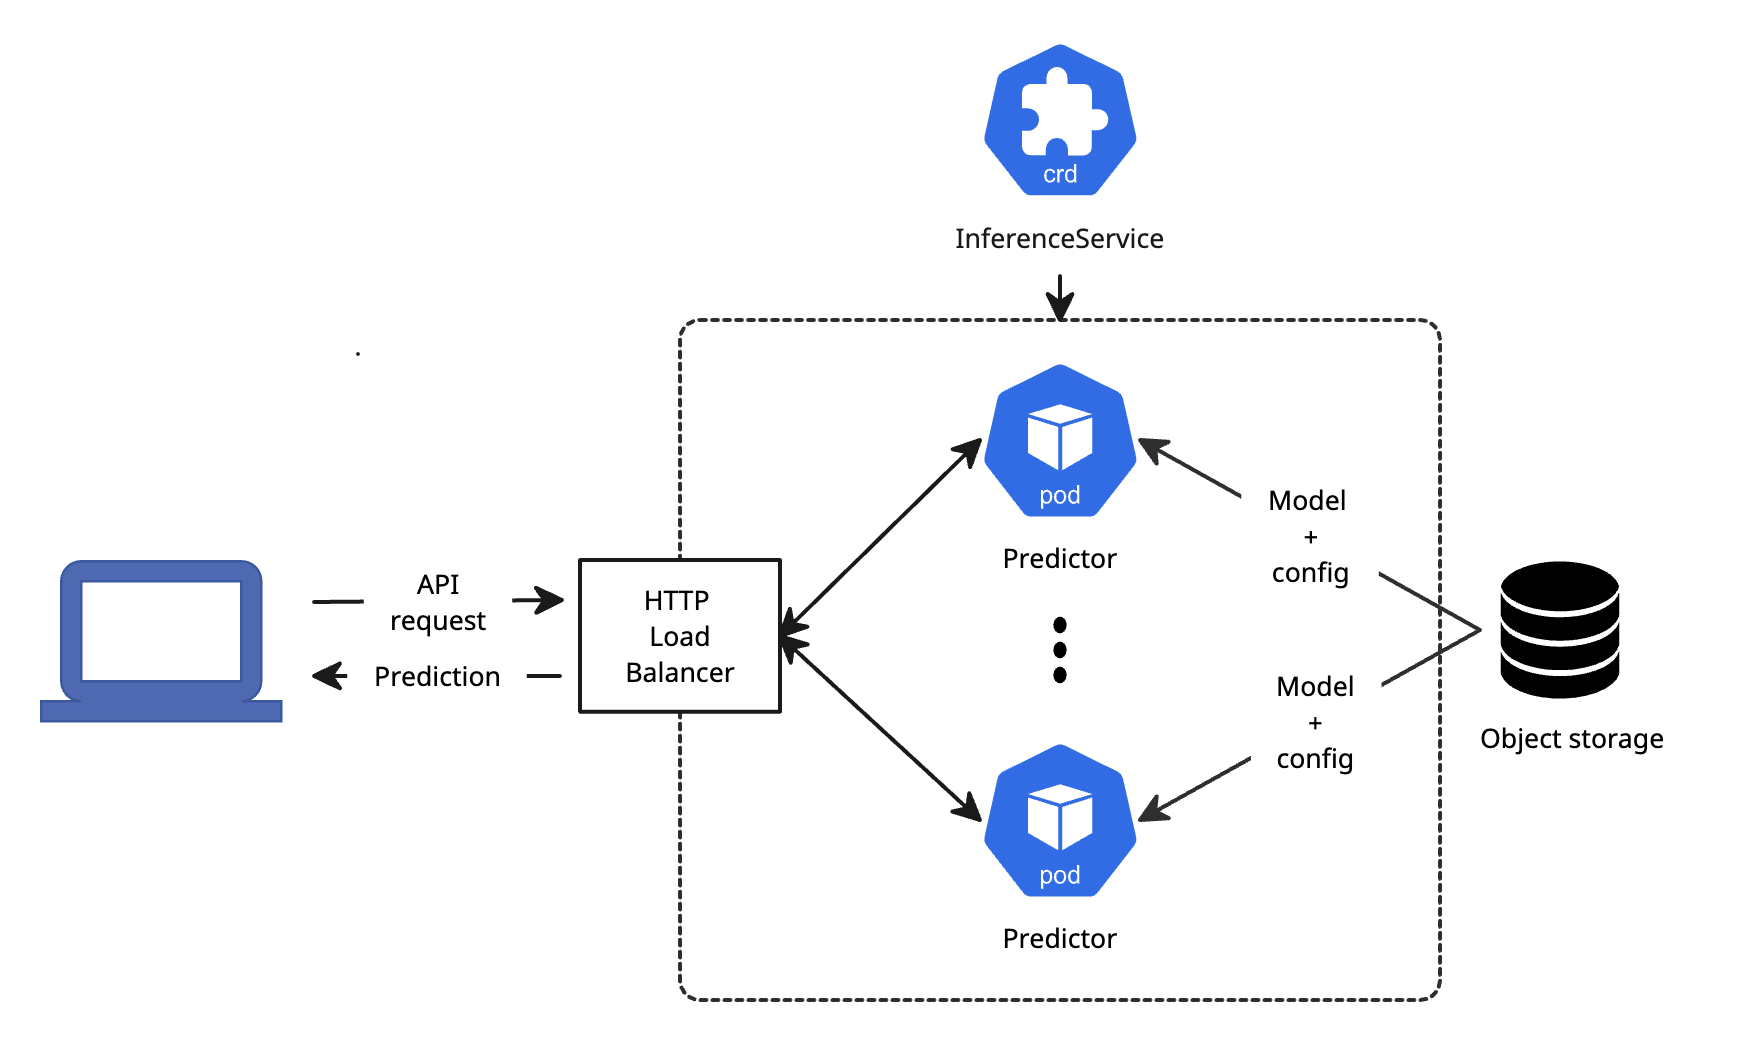 crd
InferenceService
pod
Predictor
Model
+
config
API
request
Prediction
HTTP
Load
Balancer
Model
+
config
Object storage
pod
Predictor